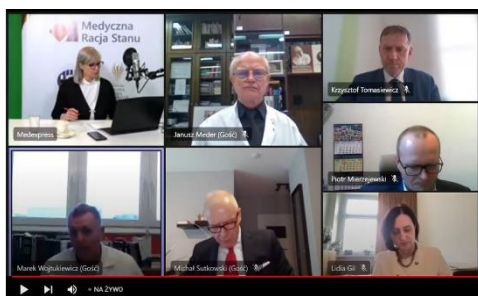 Medyczna
Racja Stanu
Medexpress
Janusz Meder (Gość)
Krzysztof Tomasiewicz
Piotr Mierzejewski
Marek Wojtukiewicz (Gość)
Michał Sutkowski (Gość)
Lidia Gil
NA ŻYWO